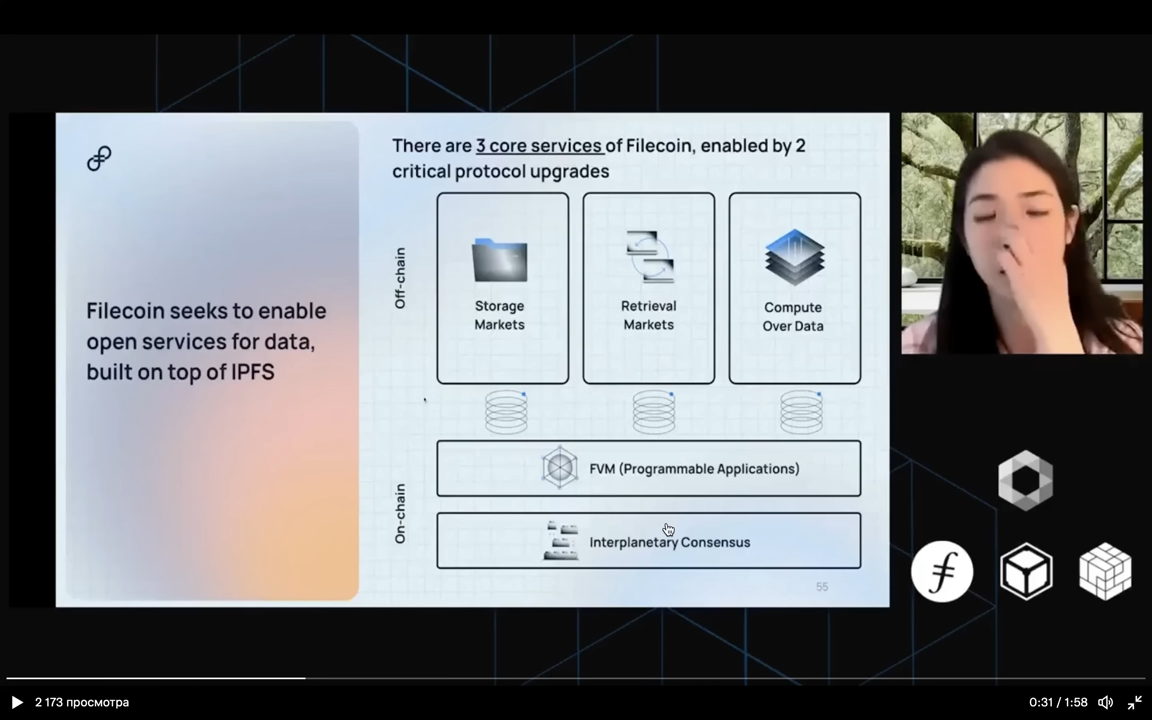 There are 3 core services of Filecoin, enabled by 2
critical protocol upgrades
Filecoin seeks to enable
open services for data,
built on top of IPFS
Off-chain
Storage
Markets
Retrieval
Markets
Compute
Over Data
On-chain
FVM (Programmable Applications)
Interplanetary Consensus
55
2 173 просмотра
0:31 / 1:58